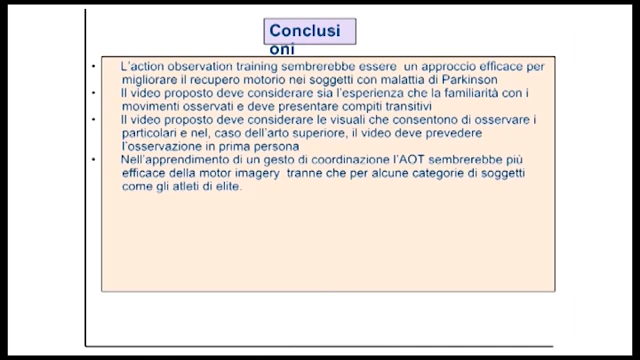 Conclusi
oni
• L'action observation training sembrerebbe essere un approccio efficace per
migliorare il recupero motorio nei soggetti con malattia di Parkinson
• Il video proposto deve considerare sia l'esperienza che la familiarità con i
movimenti osservati e deve presentare compiti transitivi
• Il video proposto deve considerare le visuali che consentono di osservare i
particolari e nel, caso dell'arto superiore, il video deve prevedere
l'osservazione in prima persona
• Nell'apprendimento di un gesto di coordinazione l'AOT sembrerebbe più
efficace della motor imagery tranne che per alcune categorie di soggetti
come gli atleti di elite.